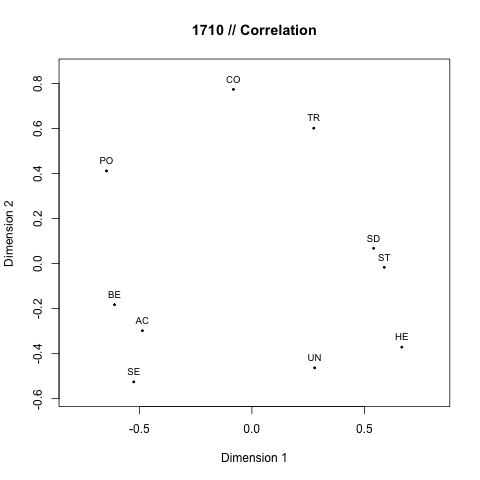 1710 // Correlation
CO
TR
PO
SD
ST
BE
AC
HE
UN
SE
0.8
0.6
0.4
0.2
0.0
-0.2
-0.4
-0.6
Dimension 2
-0.5
0.0
0.5
Dimension 1